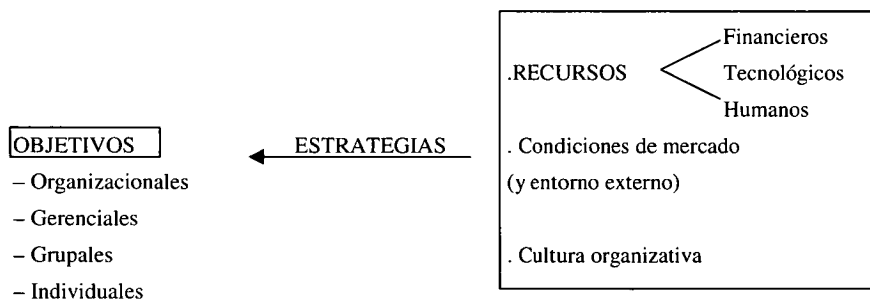 Financieros
.RECURSOS
Tecnológicos
Humanos
OBJETIVOS
ESTRATEGIAS
. Condiciones de mercado
– Organizacionales
(y entorno externo)
– Gerenciales
– Grupales
. Cultura organizativa
– Individuales